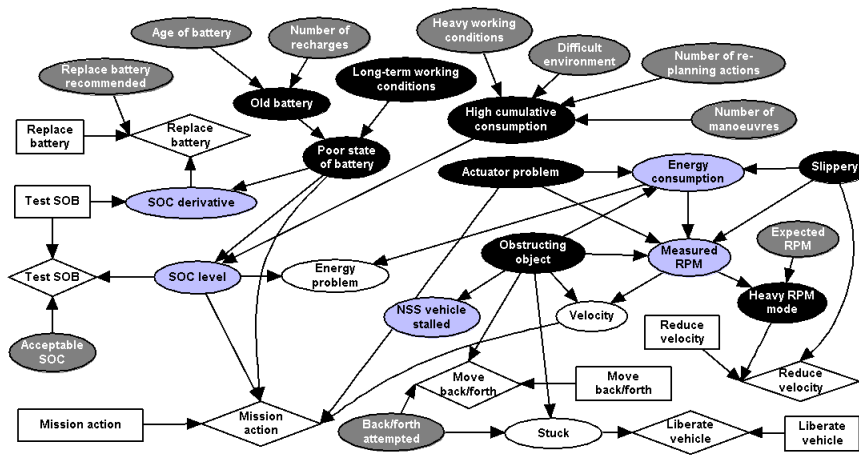 Age of battery
Number of
recharges
Heavy working
conditions
Difficult
environment
Number of re-
planning actions
Replace battery
recommended
Long-term working
conditions
Old battery
High cumulative
consumption
Number of
manoeuvres
Replace
battery
Replace
battery
Poor state
of battery
Actuator problem
Energy
consumption
Slippery
Test SOB
SOC derivative
Expected
RPM
Obstructing
object
Measured
RPM
Test SOB
SOC level
Energy
problem
Heavy RPM
mode
NSS vehicle
stalled
Velocity
Reduce
velocity
Acceptable
SOC
Move
back/forth
Move
back/forth
Reduce
velocity
Mission action
Mission
action
Back/forth
attempted
Stuck
Liberate
vehicle
Liberate
vehicle